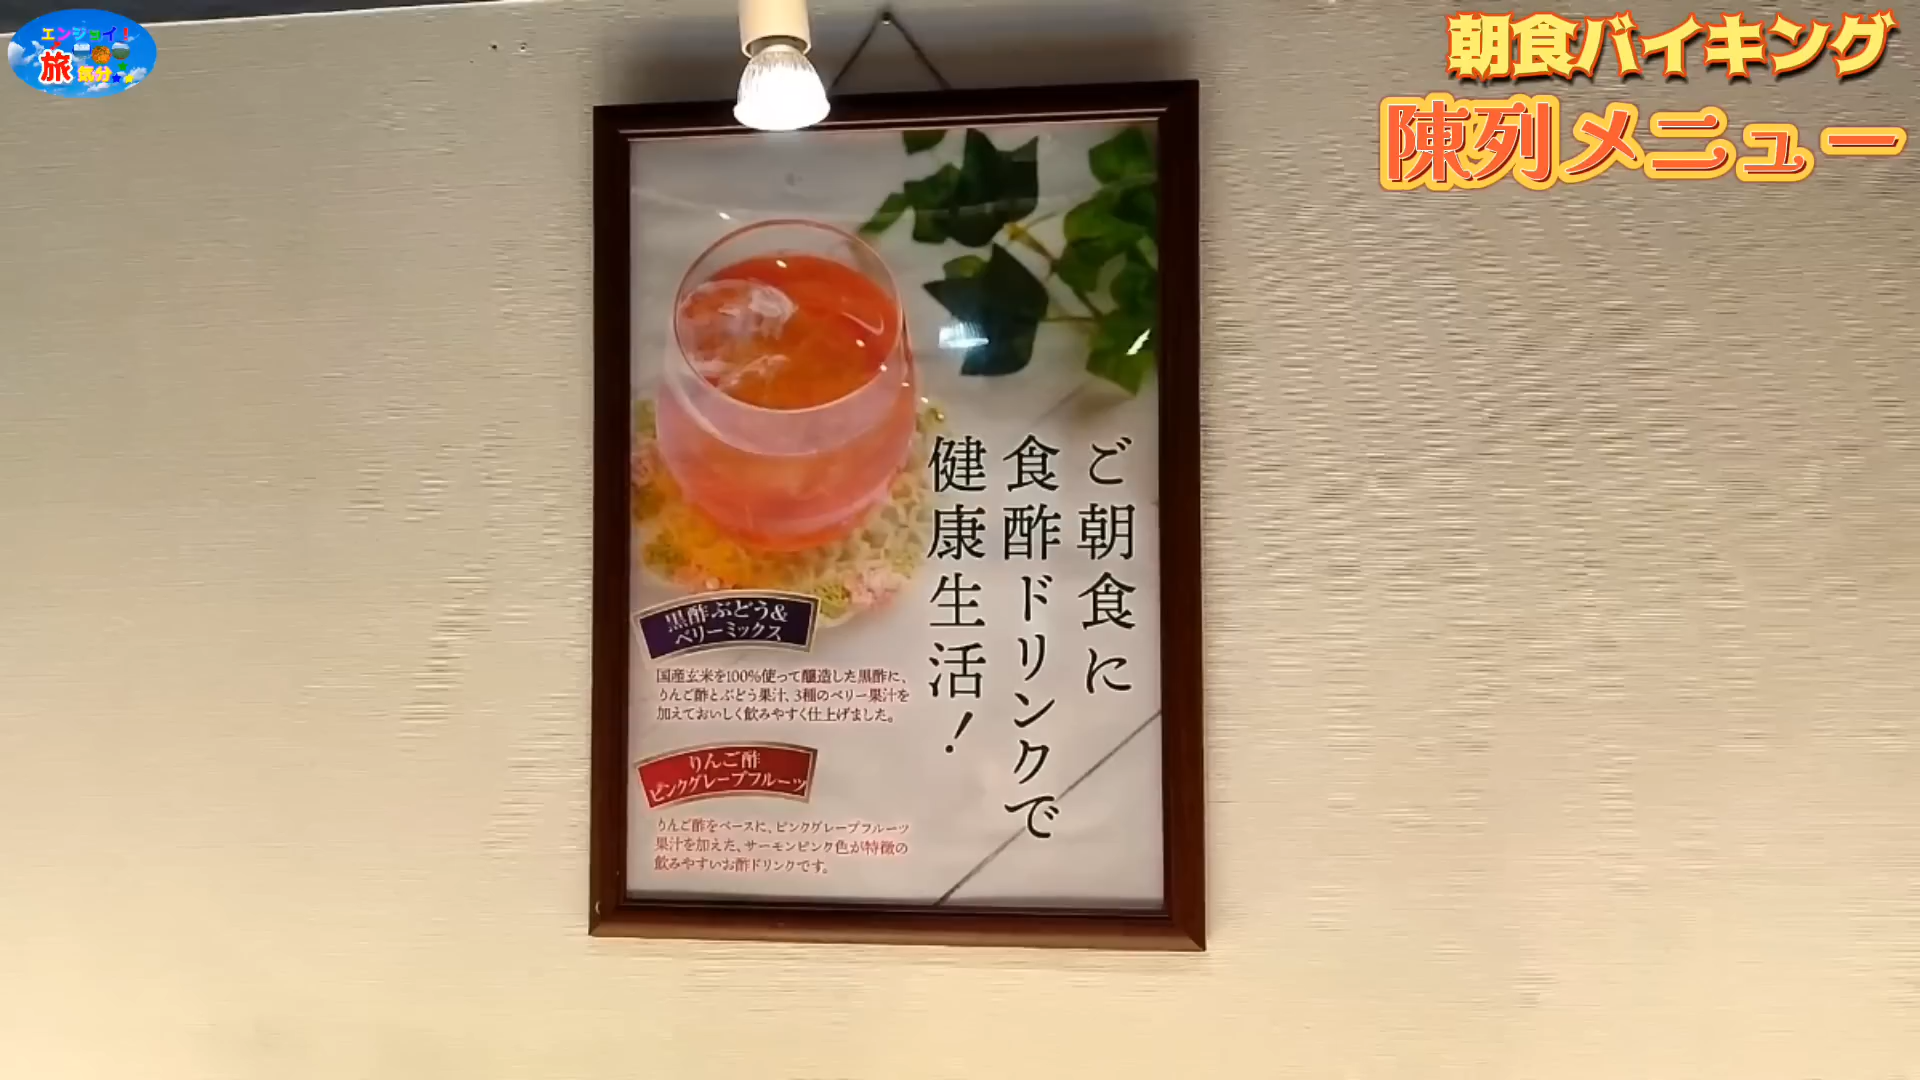 エンジョイ!
旅気分
朝食バイキング
陳列メニュー
ご朝食に
食酢ドリンクで
健康生活!
黒酢ぶどう&
ベリーミックス
国産玄米を100%使って醸造した黒酢に、
りんご酢とぶどう果汁、3種のベリー果汁を
加えておいしく飲みやすく仕上げました。
りんご酢
ピンクグレープフルーツ
りんご酢をベースに、ピンクグレープフルーツ
果汁を加えた、サーモンピンク色が特徴の
飲みやすいお酢ドリンクです。